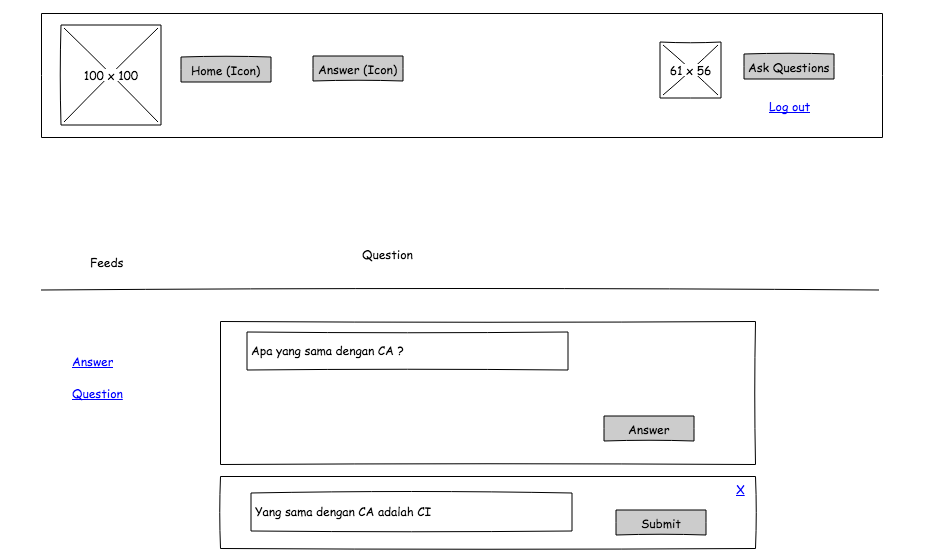 100 x 100
Home (Icon)
Answer (Icon)
61 x 56
Ask Questions
Log out
Feeds
Question
Answer
Question
Apa yang sama dengan CA ?
Answer
X
Yang sama dengan CA adalah CI
Submit